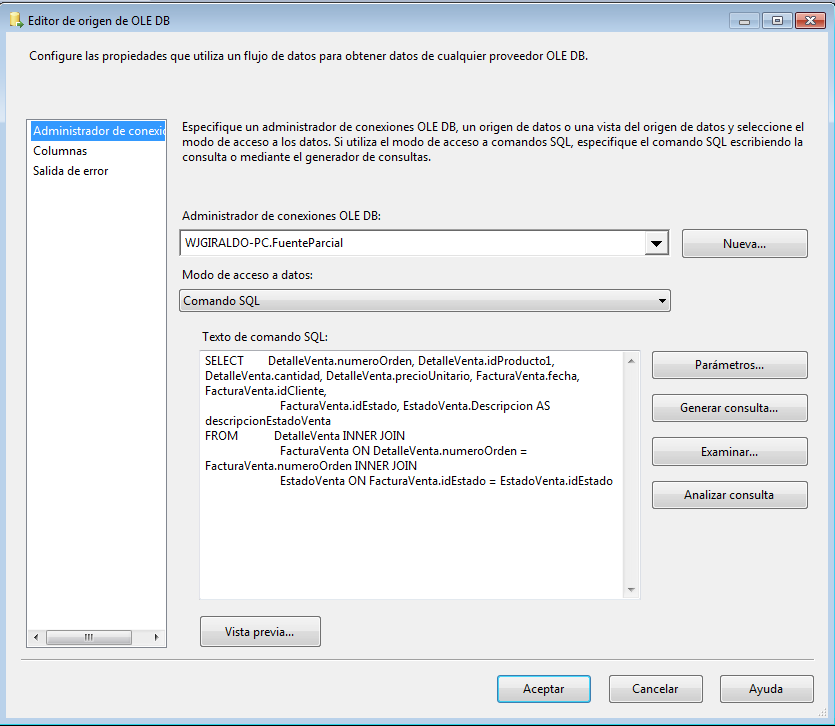 Editor de origen de OLE DB
Configure las propiedades que utiliza un flujo de datos para obtener datos de cualquier proveedor OLE DB.
Administrador de conexio
Columnas
Salida de error
Especifique un administrador de conexiones OLE DB, un origen de datos o una vista del origen de datos y seleccione el
modo de acceso a los datos. Si utiliza el modo de acceso a comandos SQL, especifique el comando SQL escribiendo la
consulta o mediante el generador de consultas.
Administrador de conexiones OLE DB:
WJGIRALDO-PC.FuenteParcial
Nueva...
Modo de acceso a datos:
Comando SQL
Texto de comando SQL:
SELECT DetalleVenta.numeroOrden, DetalleVenta.idProducto1,
DetalleVenta.cantidad, DetalleVenta.precioUnitario, FacturaVenta.fecha,
FacturaVenta.idCliente,
FacturaVenta.idEstado, EstadoVenta.Descripcion AS
descripcionEstadoVenta
FROM DetalleVenta INNER JOIN
FacturaVenta ON DetalleVenta.numeroOrden =
FacturaVenta.numeroOrden INNER JOIN
EstadoVenta ON FacturaVenta.idEstado = EstadoVenta.idEstado
Parámetros...
Generar consulta...
Examinar...
Analizar consulta
Vista previa...
Aceptar
Cancelar
Ayuda